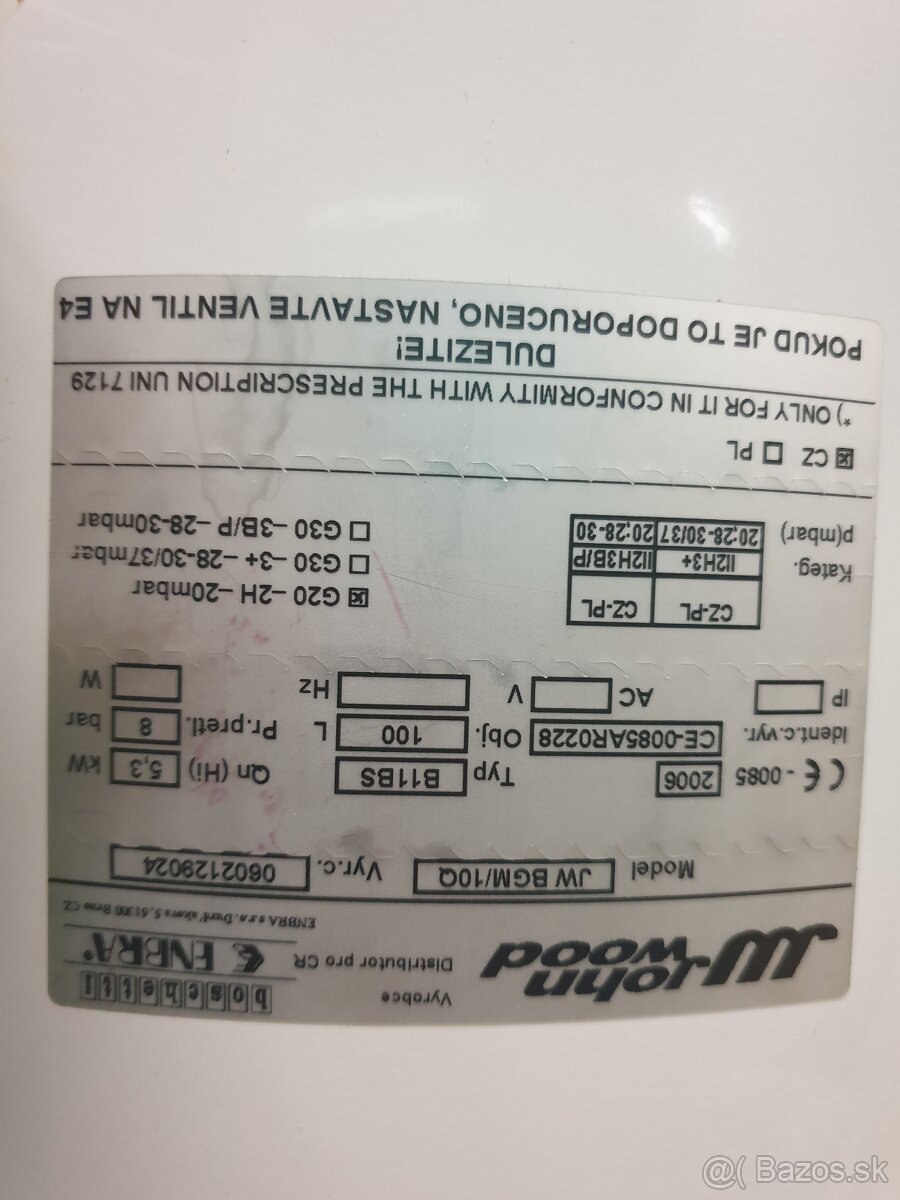 JW john wood
Vyrobce boschetti
Distributor pro CR ENBRA®
ENBRA s.r.o. Durd'akova 5, 61300 Brno CZ
Model JW BGM/10Q Vyr.c. 0602129024
CE - 0085 2006 Typ B11BS Qn (Hi) 5,3 kW
Ident.c.vyr. CE-0085AR0228 Obj. 100 L Pr.pretl. 8 bar
IP AC V Hz W
Kateg. CZ-PL CZ-PL
II2H3+ II2H3B/P
p(mbar) 20;28-30/37 20;28-30
☒ G20 –2H –20mbar
☐ G30 –3+ –28-30/37mbar
☐ G30 –3B/P –28-30mbar
☒ CZ ☐ PL
*) ONLY FOR IT IN CONFORMITY WITH THE PRESCRIPTION UNI 7129
DULEZITE!
POKUD JE TO DOPORUCENO, NASTAVTE VENTIL NA E4
@( Bazos.sk